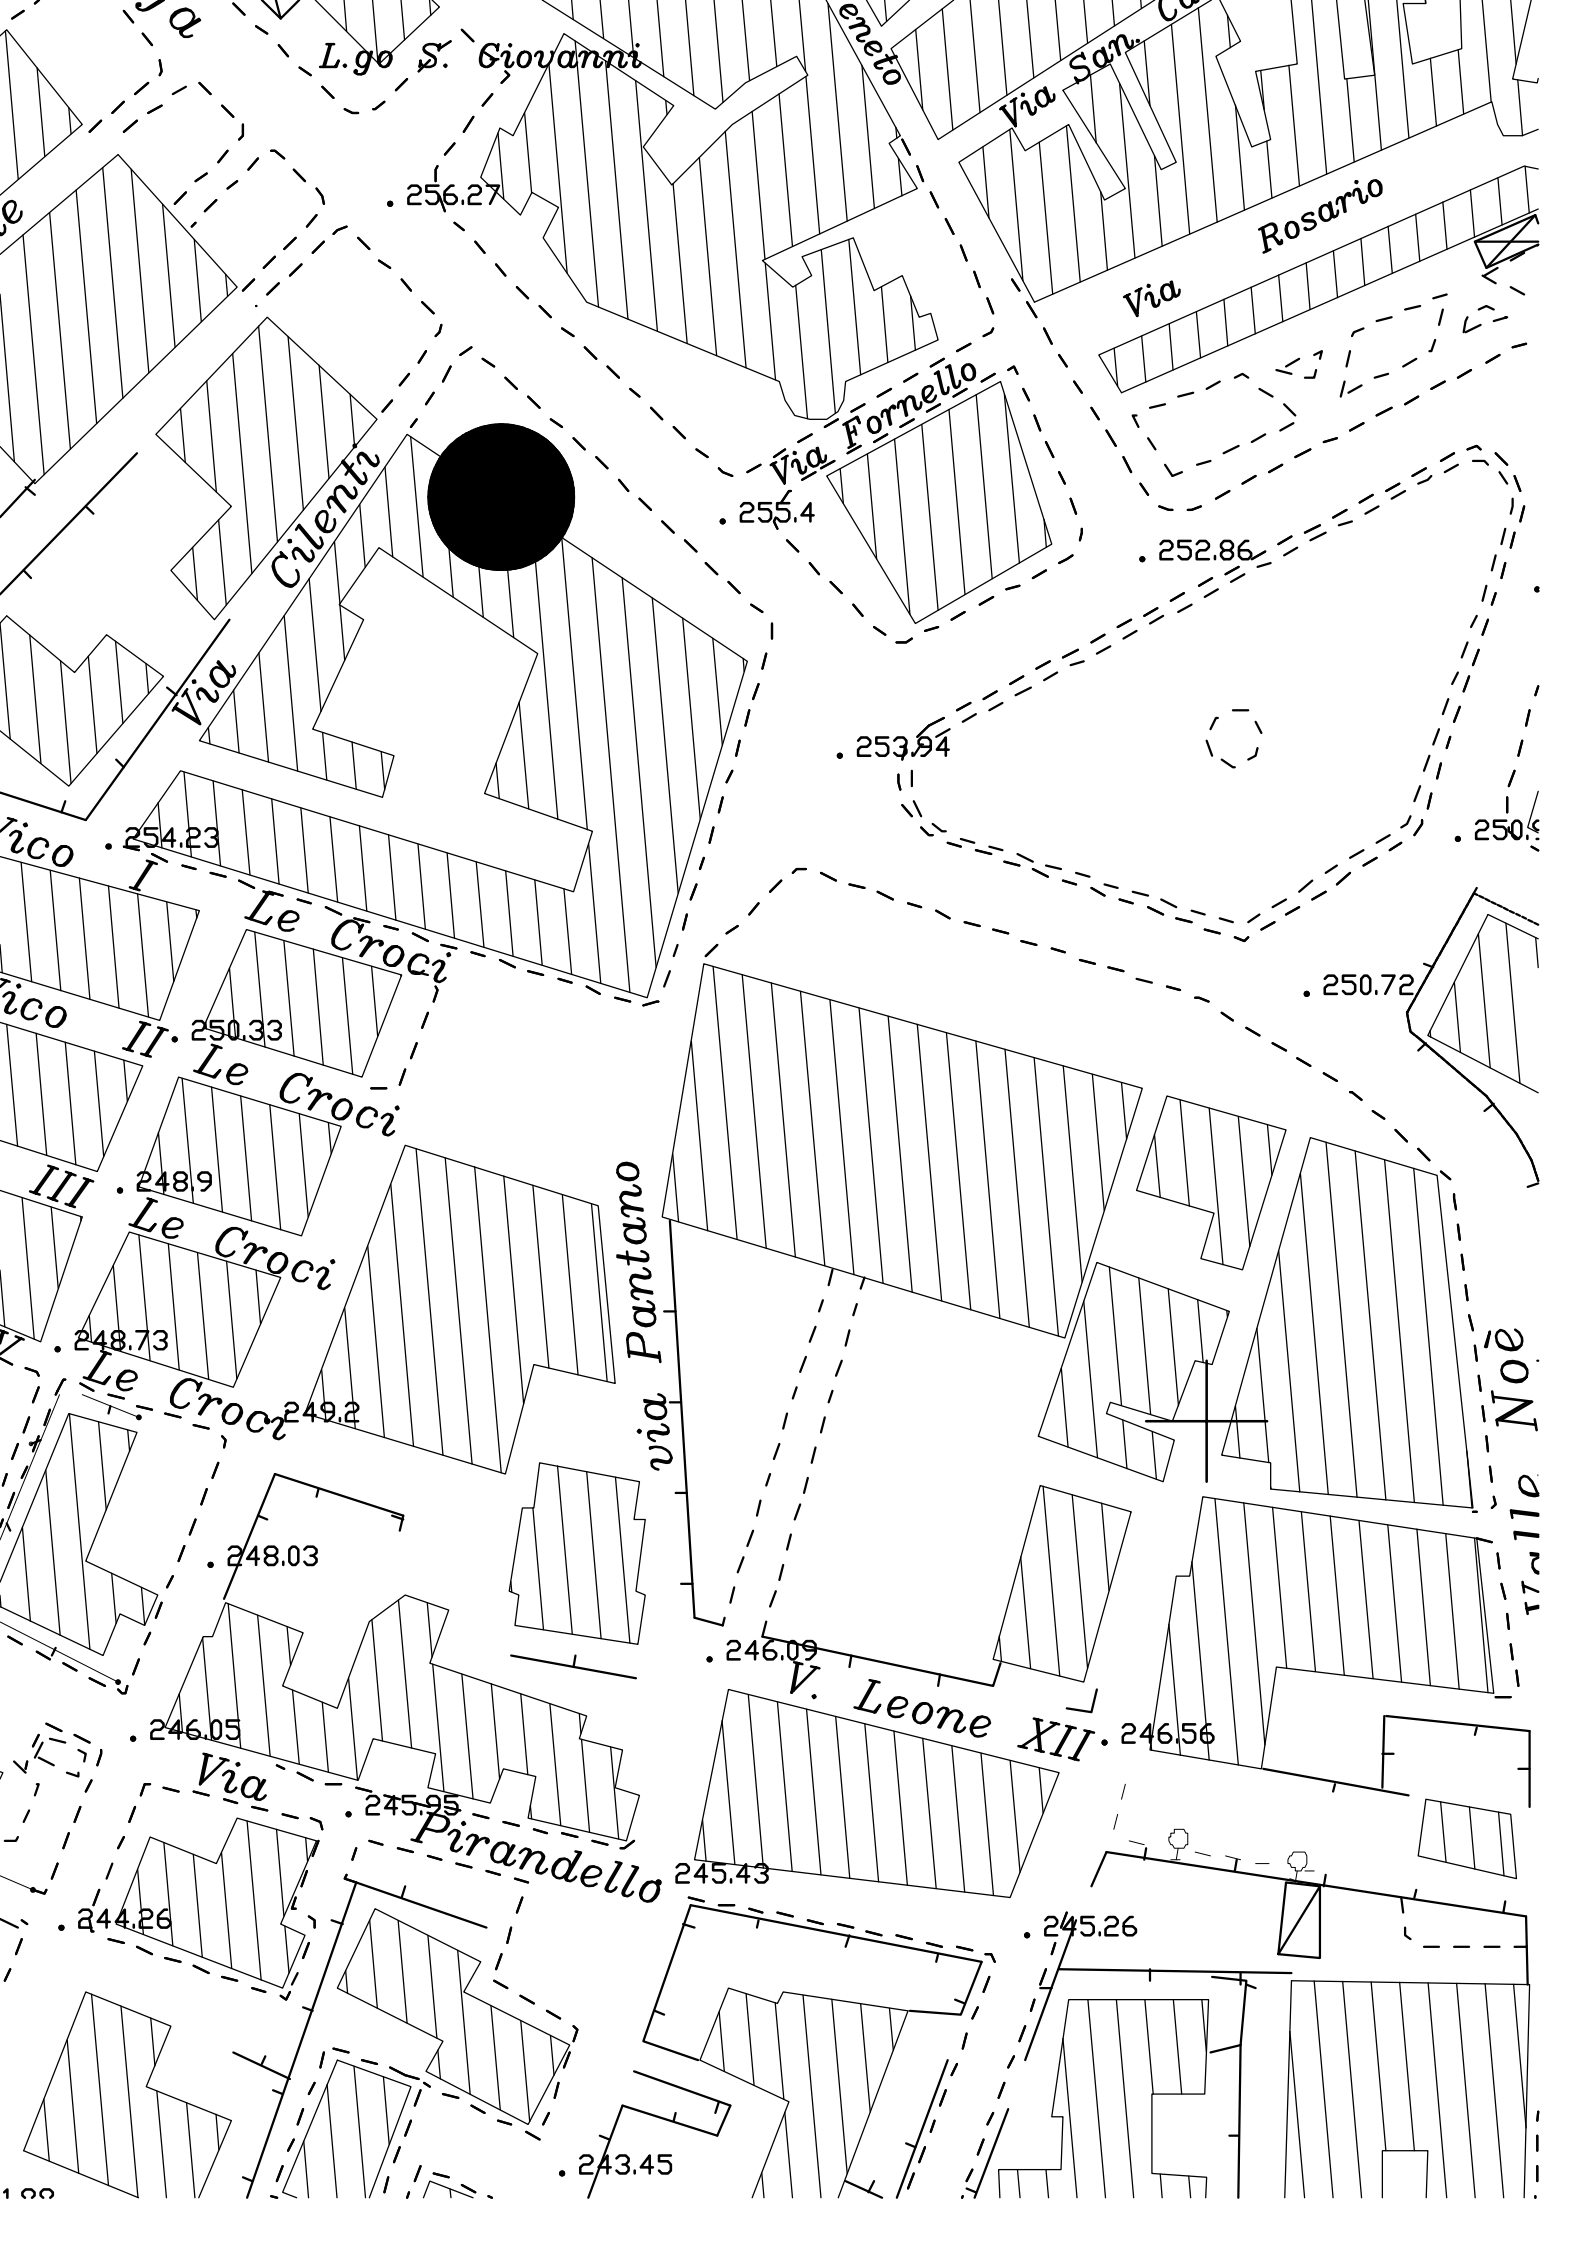 L.go S. Giovanni
eneto
Via San.
256.27
Via Rosario
Via Fornello
255.4
252.86
Via Cilenti
253.94
254.23
Vico I Le Croci
250.72
Vico II Le Croci
250.33
III Le Croci
248.9
via Pantano
248.73
V. Le Croci
249.2
Valle Noè
248.03
246.09
V. Leone XII
246.56
246.05
Via Pirandello
245.95
245.43
244.26
245.26
243.45